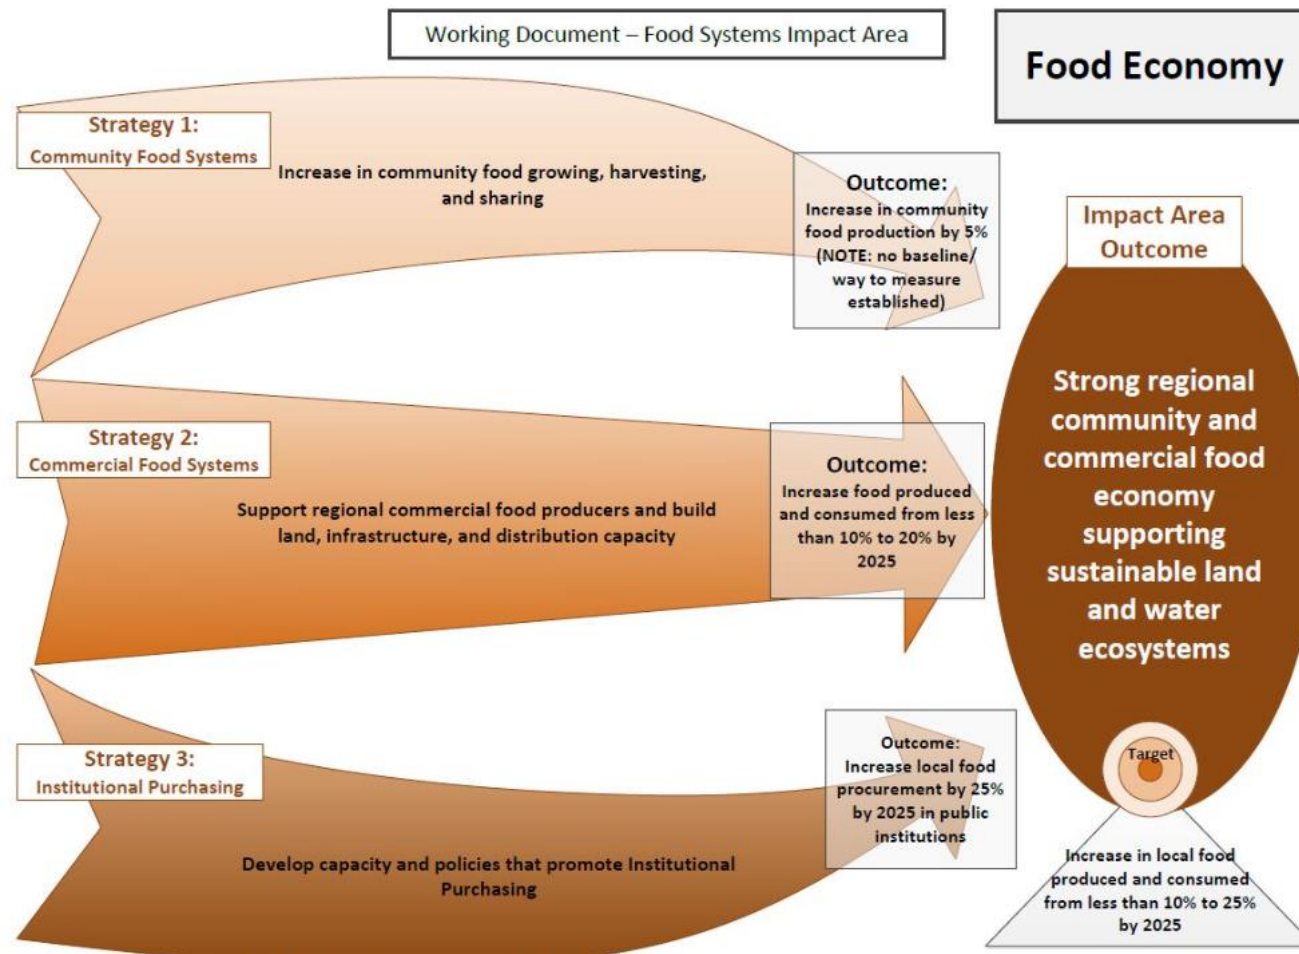 Working Document – Food Systems Impact Area
Food Economy
Strategy 1:
Community Food Systems
Increase in community food growing, harvesting,
and sharing
Outcome:
Increase in community
food production by 5%
(NOTE: no baseline/
way to measure
established)
Impact Area
Outcome
Strategy 2:
Commercial Food Systems
Support regional commercial food producers and build
land, infrastructure, and distribution capacity
Outcome:
Increase food produced
and consumed from less
than 10% to 20% by
2025
Strong regional
community and
commercial food
economy
supporting
sustainable land
and water
ecosystems
Strategy 3:
Institutional Purchasing
Develop capacity and policies that promote Institutional
Purchasing
Outcome:
Increase local food
procurement by 25%
by 2025 in public
institutions
Target
Increase in local food
produced and consumed
from less than 10% to 25%
by 2025